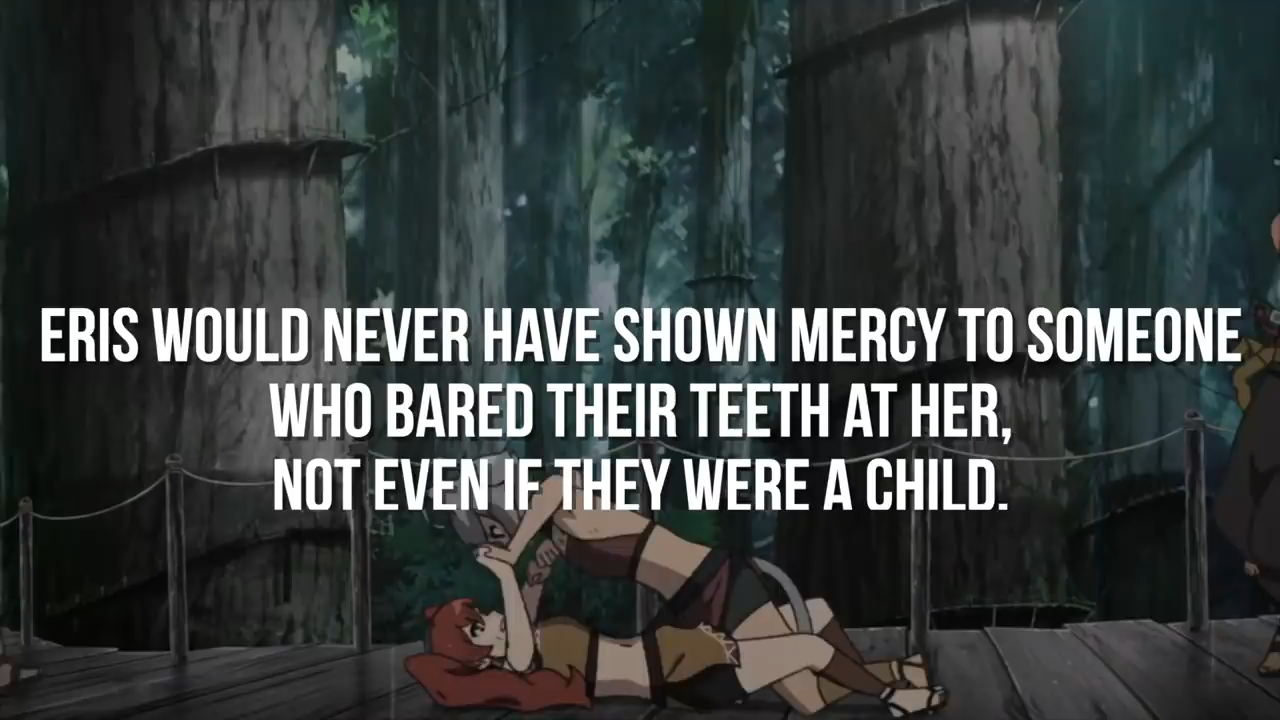 ERIS WOULD NEVER HAVE SHOWN MERCY TO SOMEONE
WHO BARED THEIR TEETH AT HER,
NOT EVEN IF THEY WERE A CHILD.